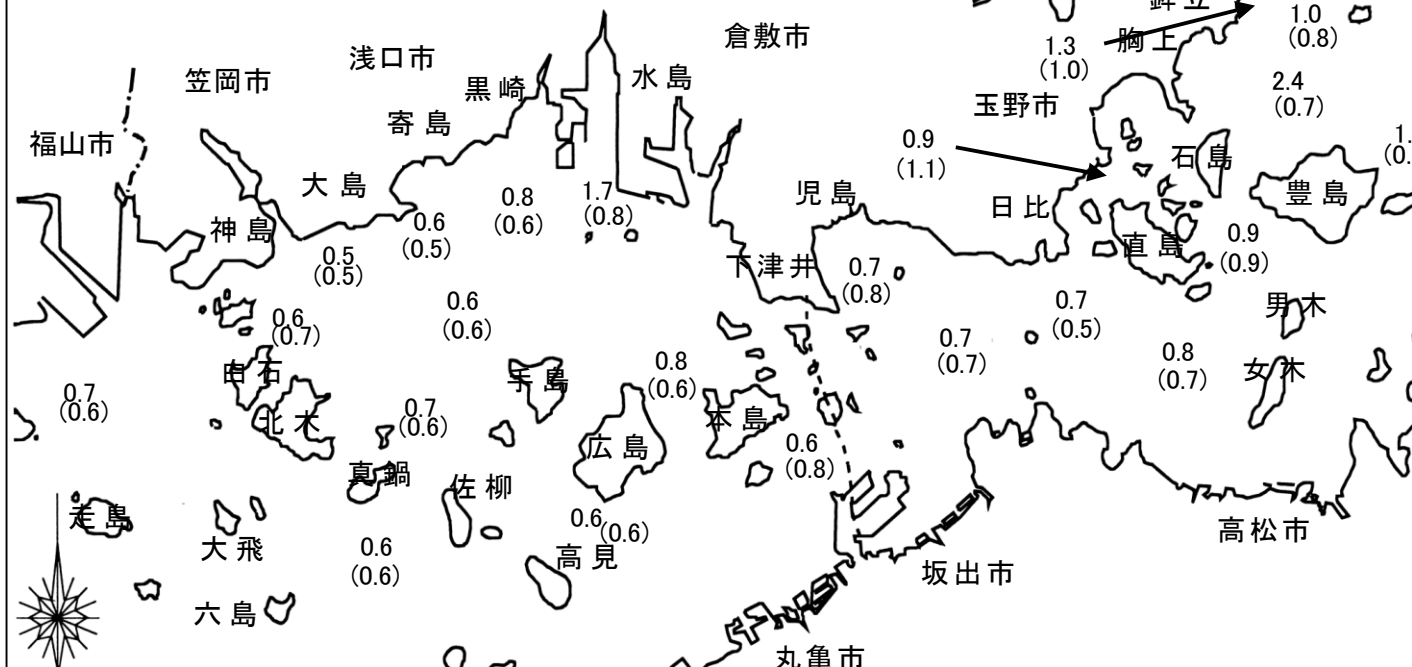 鉾立
1.0
(0.8)
倉敷市
1.3
(1.0)
胸上
浅口市
笠岡市
黒崎
水島
2.4
(0.7)
玉野市
寄島
福山市
0.9
(1.1)
石島
大島
児島
豊島
0.8
(0.6)
1.7
(0.8)
日比
神島
0.6
(0.5)
直島
0.9
(0.9)
0.5
(0.5)
下津井
0.7
(0.8)
0.6
(0.6)
0.7
(0.5)
男木
0.6
(0.7)
0.7
(0.7)
0.8
(0.7)
白石
手島
0.8
(0.6)
女木
0.7
(0.6)
北木
0.7
(0.6)
本島
広島
0.6
(0.8)
真鍋
佐柳
走島
0.6
(0.6)
高松市
大飛
0.6
(0.6)
高見
坂出市
六島
丸亀市